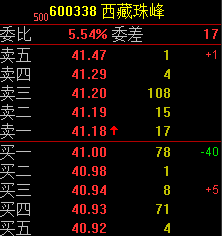 500 600338 西藏珠峰
委比 5.54% 委差 17
卖五 41.47 1 +1
卖四 41.29 4
卖三 41.20 108
卖二 41.19 15
卖一 41.18 ↑ 17
买一 41.00 78 -40
买二 40.98 1
买三 40.94 8 +5
买四 40.93 71
买五 40.92 4